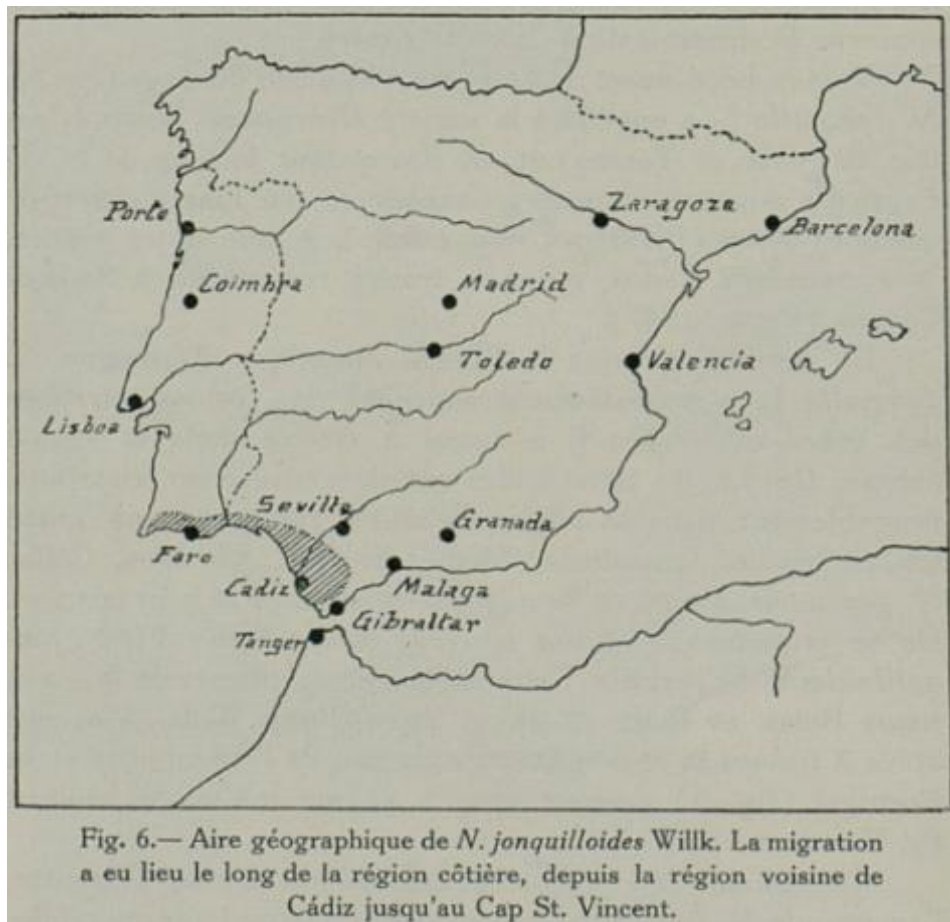 Zaragoza
Porte
Barcelona
Coimbra
Madrid
Toledo
Valencia
Lisboa
Sevilla
Granada
Faro
Cadiz
Malaga
Gibraltar
Tanger
Fig. 6.— Aire géographique de N. jonquilloides Willk. La migration
a eu lieu le long de la région côtière, depuis la région voisine de
Cádiz jusqu'au Cap St. Vincent.